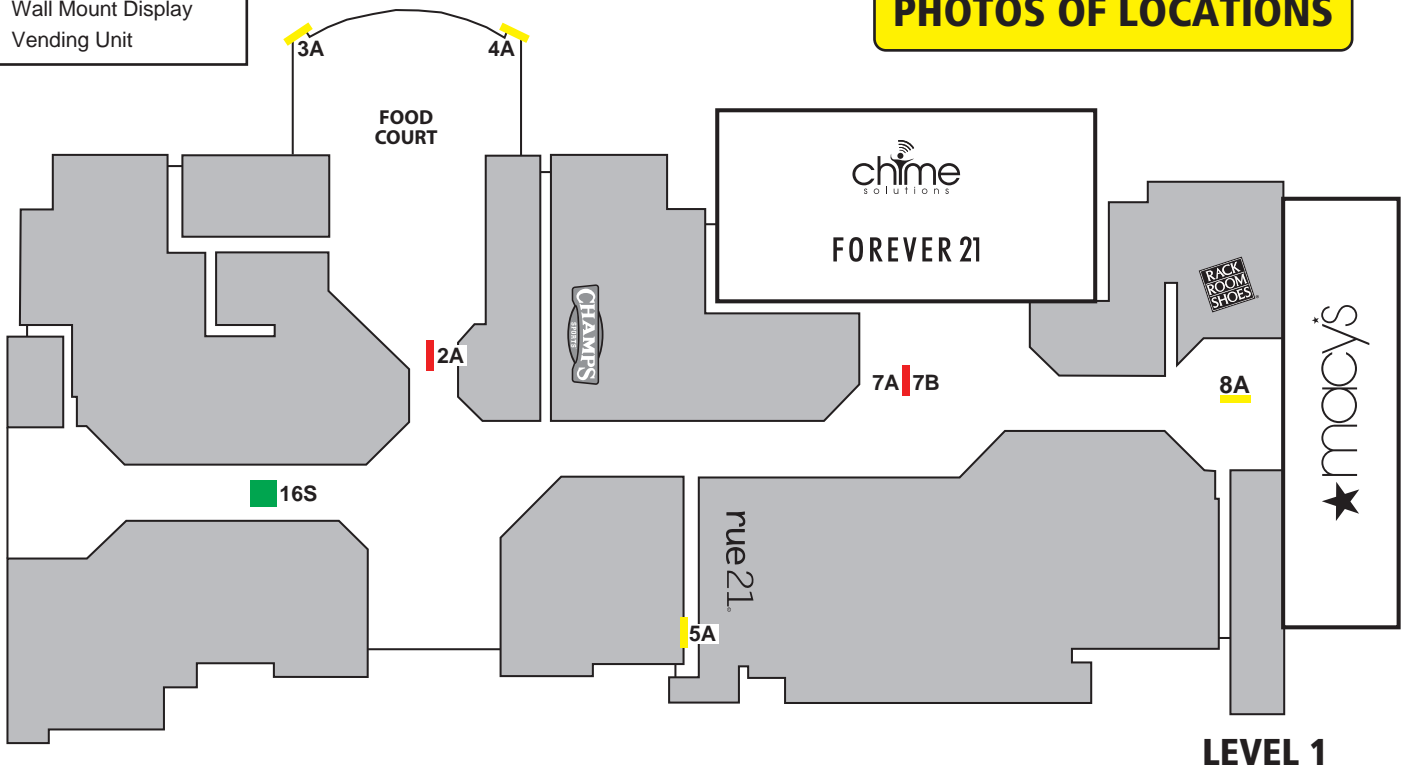 Wall Mount Display
Vending Unit
PHOTOS OF LOCATIONS
3A
4A
FOOD
COURT
chime
solutions
FOREVER 21
RACK
ROOM
SHOES
CHAMPS
SPORTS
2A
7A
7B
8A
macy's
16S
rue21
5A
LEVEL 1